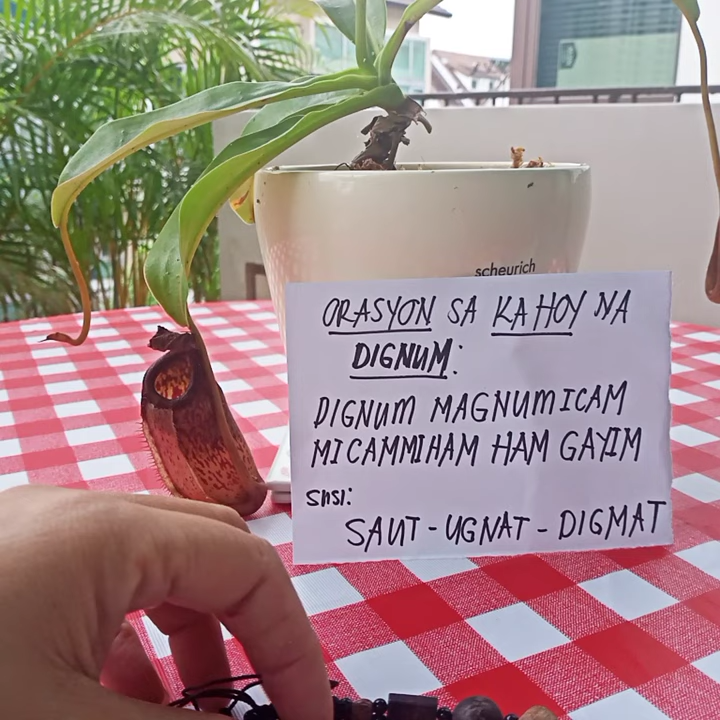 scheurich
ORASYON SA KAHOY NA
DIGNUM:
DIGNUM MAGNUMICAM
MICAMMIHAM HAM GAYIM
SUSI:
SAUT - UGNAT - DIGMAT